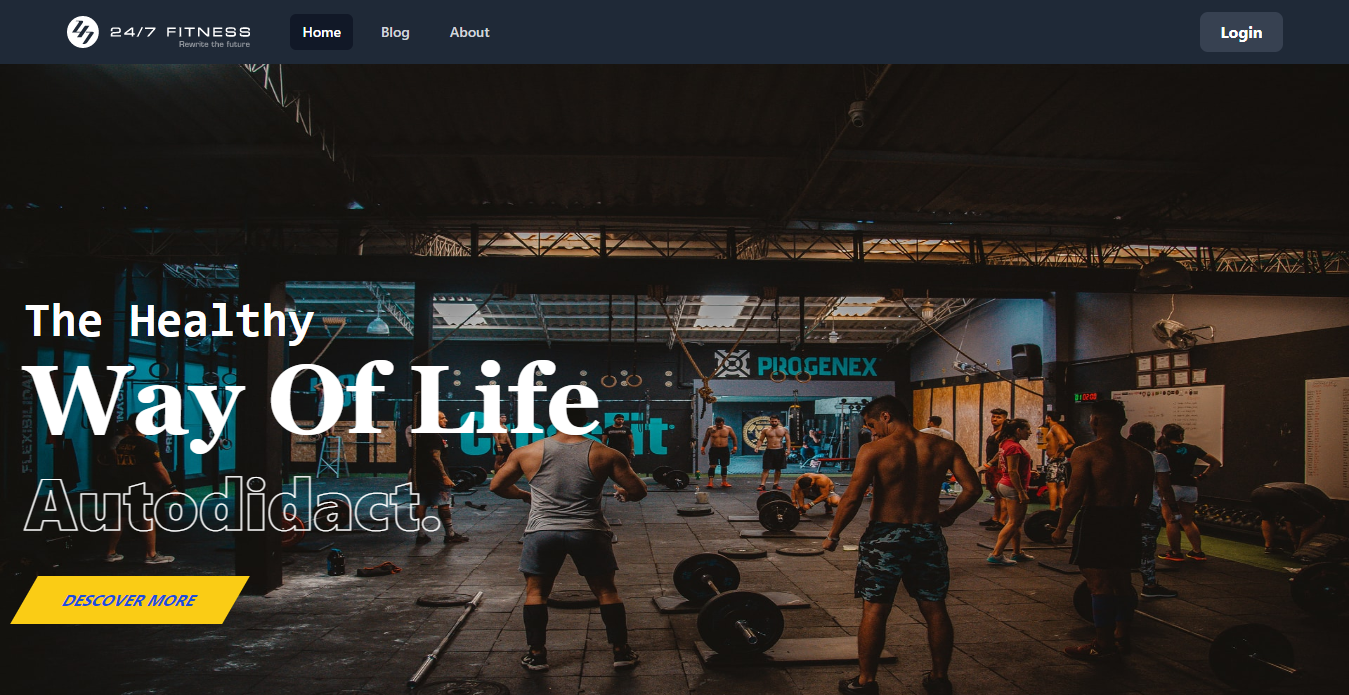 24/7 FITNESS
Rewrite the future
Home
Blog
About
Login
The Healthy
Way Of Life
Autodidact.
DESCOVER MORE
PROGENEX
CrossFit